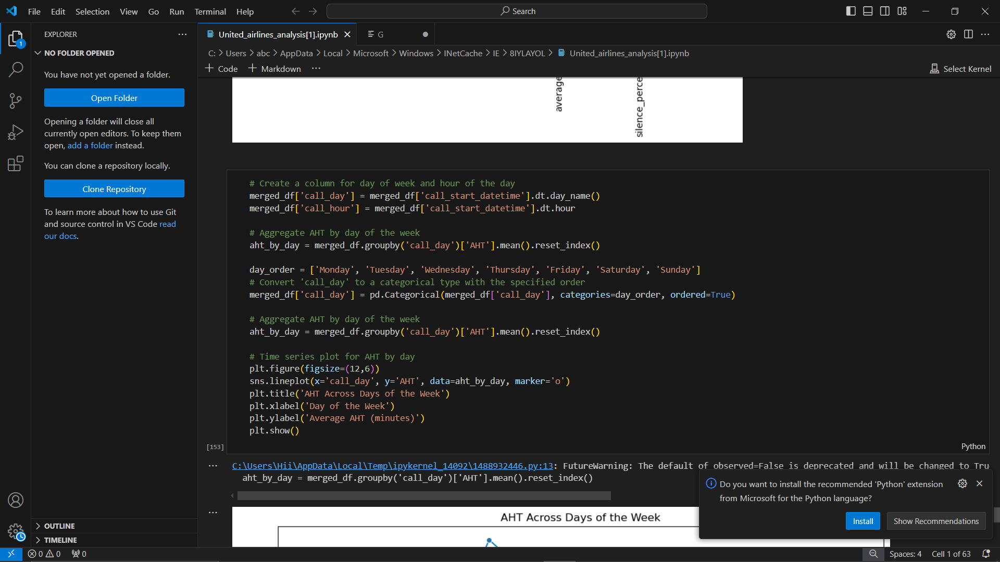 File Edit Selection View Go Run Terminal Help
Search
EXPLORER
NO FOLDER OPENED
You have not yet opened a folder.
Open Folder
Opening a folder will close all
currently open editors. To keep them
open, add a folder instead.
You can clone a repository locally.
Clone Repository
To learn more about how to use Git
and source control in VS Code read
our docs.
OUTLINE
TIMELINE
United_airlines_analysis[1].ipynb
G
C: > Users > abc > AppData > Local > Microsoft > Windows > INetCache > IE > 8IYLAYOL > United_airlines_analysis[1].ipynb
+ Code + Markdown ...
Select Kernel
average
silence_perce
# Create a column for day of week and hour of the day
merged_df['call_day'] = merged_df['call_start_datetime'].dt.day_name()
merged_df['call_hour'] = merged_df['call_start_datetime'].dt.hour
# Aggregate AHT by day of the week
aht_by_day = merged_df.groupby('call_day')['AHT'].mean().reset_index()
day_order = ['Monday', 'Tuesday', 'Wednesday', 'Thursday', 'Friday', 'Saturday', 'Sunday']
# Convert 'call_day' to a categorical type with the specified order
merged_df['call_day'] = pd.Categorical(merged_df['call_day'], categories=day_order, ordered=True)
# Aggregate AHT by day of the week
aht_by_day = merged_df.groupby('call_day')['AHT'].mean().reset_index()
# Time series plot for AHT by day
plt.figure(figsize=(12,6))
sns.lineplot(x='call_day', y='AHT', data=aht_by_day, marker='o')
plt.title('AHT Across Days of the Week')
plt.xlabel('Day of the Week')
plt.ylabel('Average AHT (minutes)')
plt.show()
[153]
Python
C:\Users\Hii\AppData\Local\Temp\ipykernel_14092\1488932446.py:13: FutureWarning: The default of observed=False is deprecated and will be changed to Tru
aht_by_day = merged_df.groupby('call_day')['AHT'].mean().reset_index()
AHT Across Days of the Week
Do you want to install the recommended 'Python' extension
from Microsoft for the Python language?
Install
Show Recommendations
1
0 0 0
Spaces: 4 Cell 1 of 63